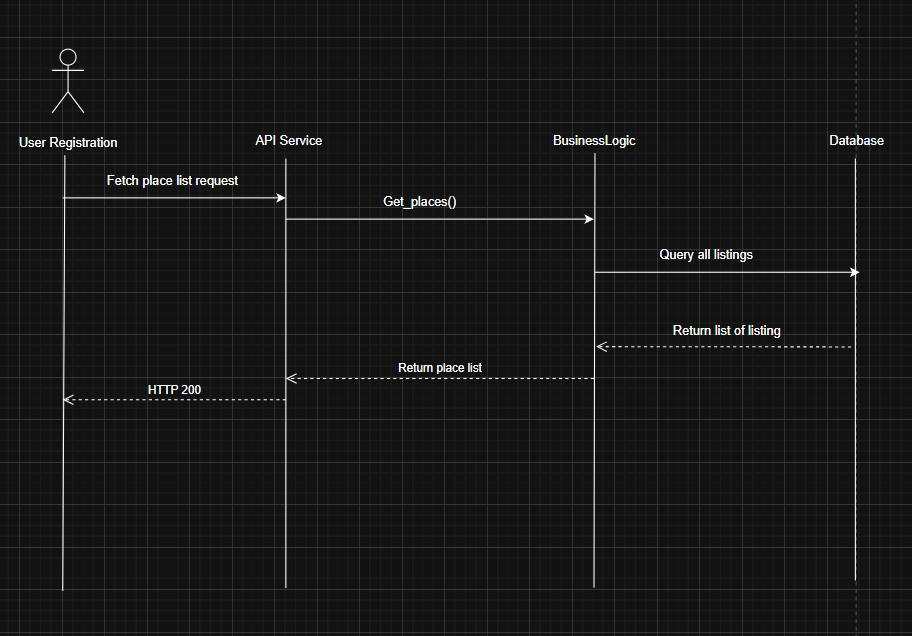 User Registration
API Service
BusinessLogic
Database
Fetch place list request
Get_places()
Query all listings
Return list of listing
Return place list
HTTP 200